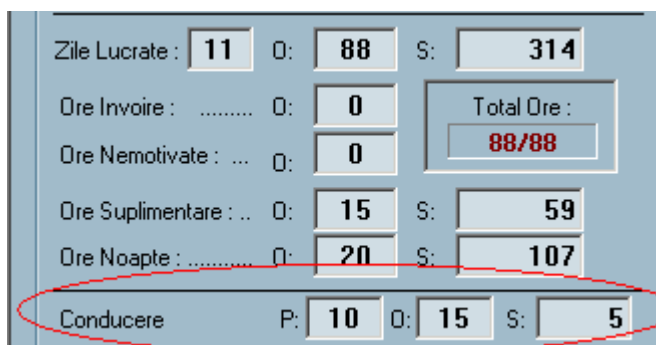 Zile Lucrate : 11 O: 88 S: 314
Ore Invoire : ......... O: 0
Total Ore :
88/88
Ore Nemotivate : ... O: 0
Ore Suplimentare : .. O: 15 S: 59
Ore Noapte : ........... O: 20 S: 107
Conducere P: 10 O: 15 S: 5